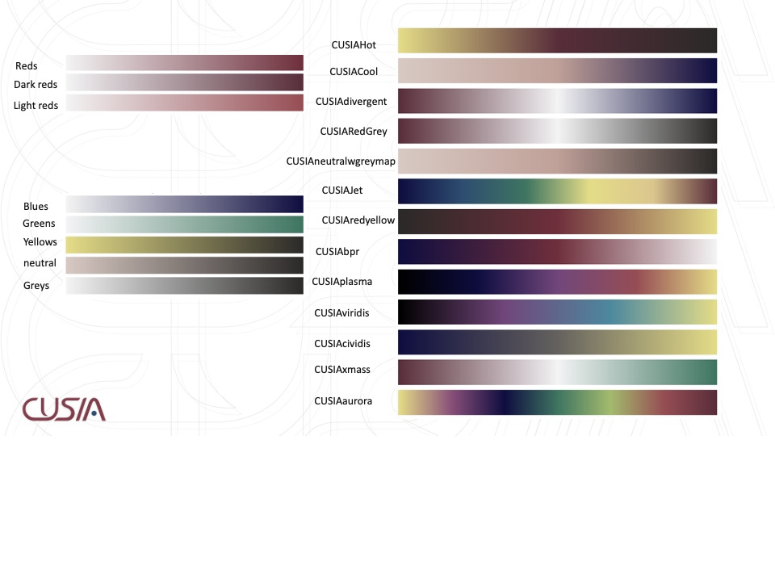 Reds
Dark reds
Light reds
Blues
Greens
Yellows
neutral
Greys
CUSIAHot
CUSIACool
CUSIAdivergent
CUSIARedGrey
CUSIAneutralwgreymap
CUSIAJet
CUSIAredyellow
CUSIAbpr
CUSIAplasma
CUSIAviridis
CUSIAcividis
CUSIAxmass
CUSIAaurora
CUSIA